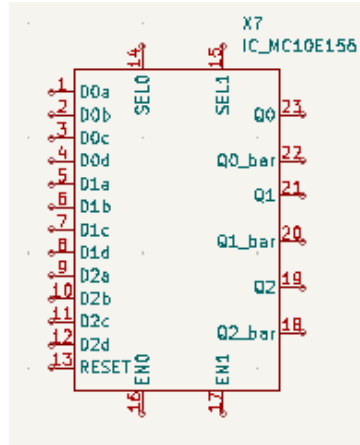 X7
IC_MC10E156
14
15
SEL0
SEL1
1 D0a
2 D0b
3 D0c
4 D0d
5 D1a
6 D1b
7 D1c
8 D1d
9 D2a
10 D2b
11 D2c
12 D2d
13 RESET
Q0 23
Q0_bar 22
Q1 21
Q1_bar 20
Q2 19
Q2_bar 18
EN0
EN1
16
17